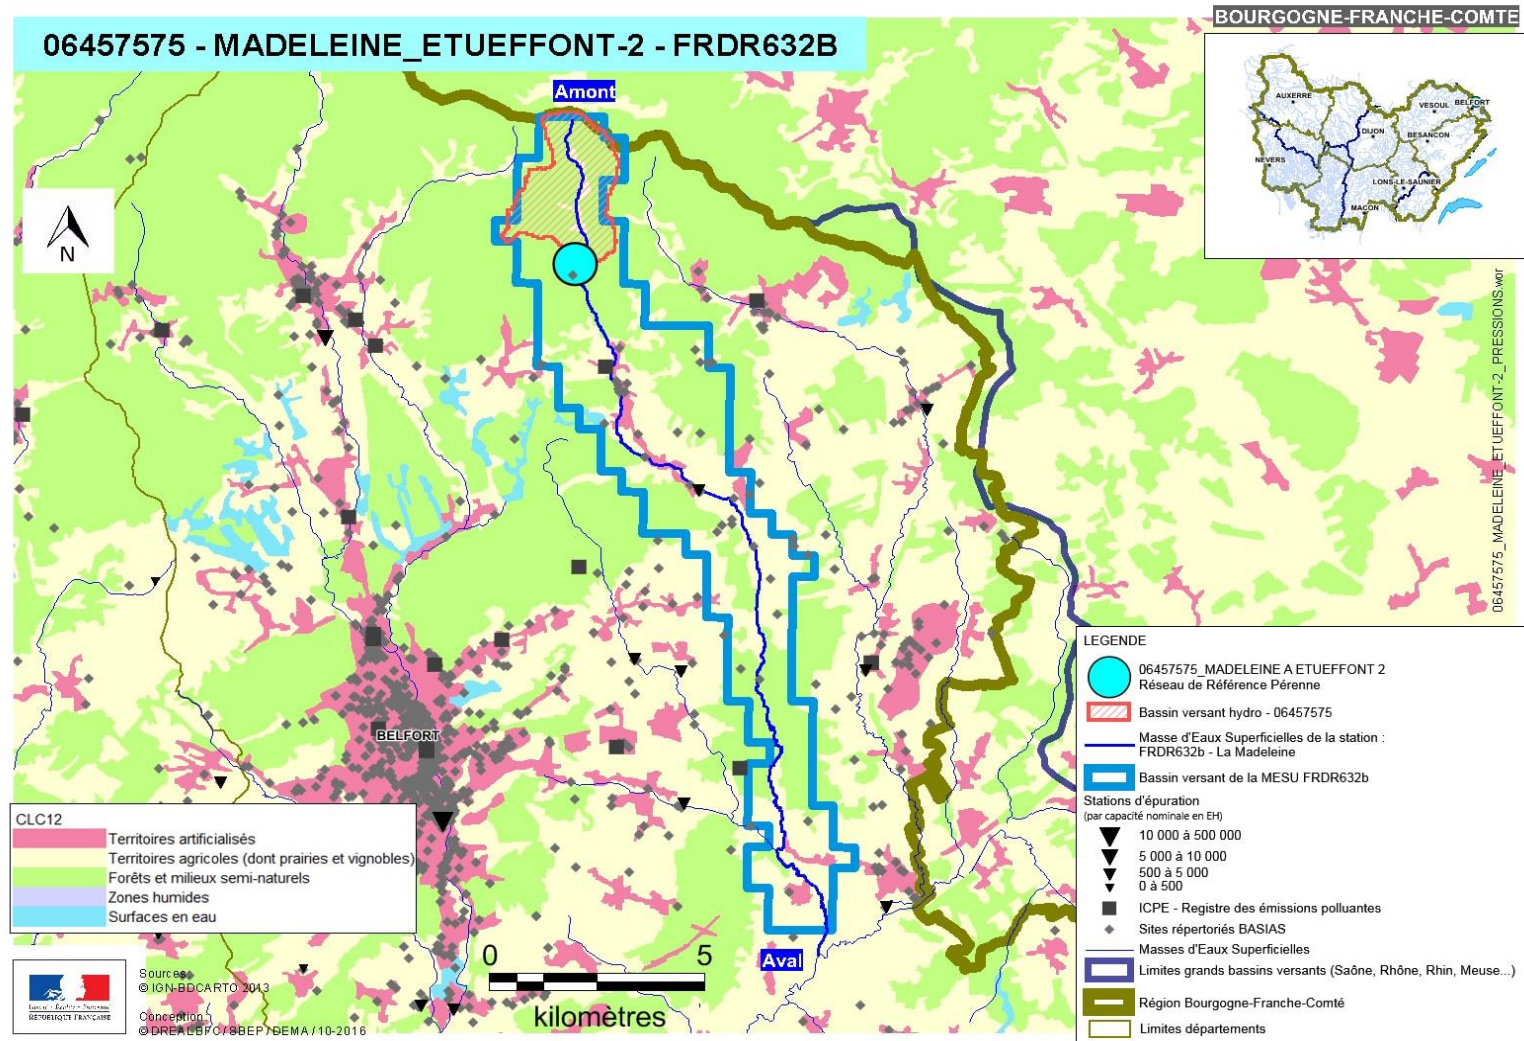 BOURGOGNE-FRANCHE-COMTE
06457575 - MADELEINE_ETUEFFONT-2 - FRDR632B
Amont
AUXERRE
VESOUL
BELFORT
DIJON
BESANCON
NEVERS
LONS-LE-SAUNIER
MACON
N
06457575_MADELEINE_ETUEFFONT-2_PRESSIONS.wor
BELFORT
LEGENDE
06457575_MADELEINE A ETUEFFONT 2
Réseau de Référence Pérenne
Bassin versant hydro - 06457575
Masse d'Eaux Superficielles de la station :
FRDR632b - La Madeleine
Bassin versant de la MESU FRDR632b
Stations d'épuration
(par capacité nominale en EH)
10 000 à 500 000
5 000 à 10 000
500 à 5 000
0 à 500
ICPE - Registre des émissions polluantes
Sites répertoriés BASIAS
Masses d'Eaux Superficielles
Limites grands bassins versants (Saône, Rhône, Rhin, Meuse...)
Région Bourgogne-Franche-Comté
Limites départements
CLC12
Territoires artificialisés
Territoires agricoles (dont prairies et vignobles)
Forêts et milieux semi-naturels
Zones humides
Surfaces en eau
0 5
kilomètres
Aval
Sources
© IGN-BDCARTO 2013
Conception
© DREAL BFC / SBEP / DEMA / 10-2016
Liberté • Égalité • Fraternité
RÉPUBLIQUE FRANÇAISE